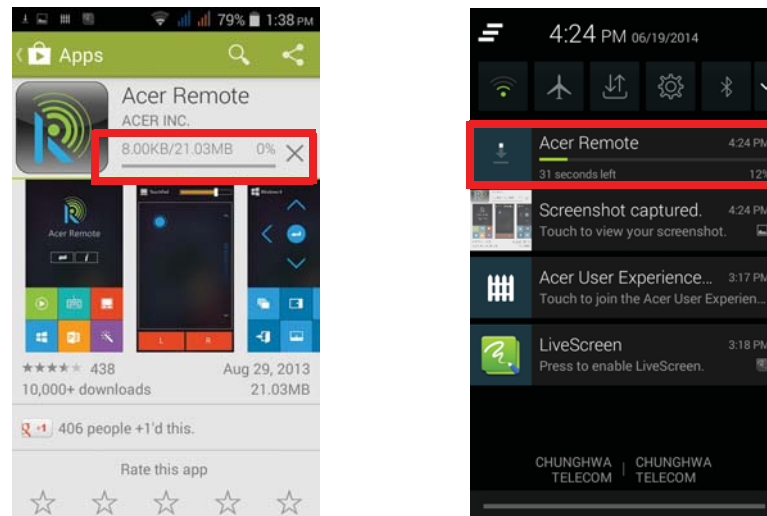 79% 1:38 PM
Apps
Acer Remote
ACER INC.
8.00KB/21.03MB 0%
Acer Remote
TouchPad
Windows 8
L R
438 Aug 29, 2013
10,000+ downloads 21.03MB
+1 406 people +1'd this.
Rate this app
4:24 PM 06/19/2014
Acer Remote 4:24 PM
31 seconds left 12%
Screenshot captured. 4:24 PM
Touch to view your screenshot.
Acer User Experience... 3:17 PM
Touch to join the Acer User Experien...
LiveScreen 3:18 PM
Press to enable LiveScreen.
CHUNGHWA TELECOM | CHUNGHWA TELECOM